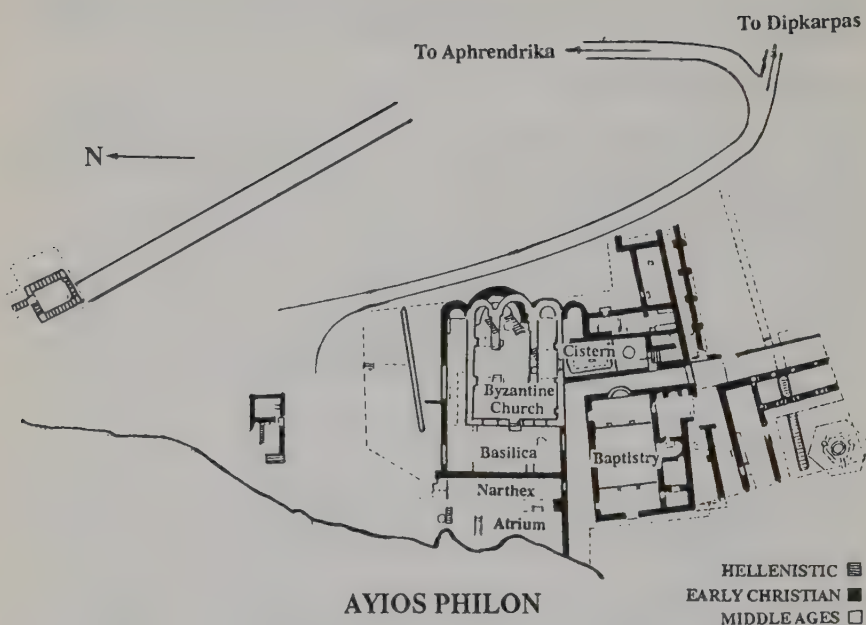 To Dipkarpas
To Aphrendrika
N
Cistern
Byzantine
Church
Basilica
Baptistry
Narthex
Atrium
AYIOS PHILON
HELLENISTIC
EARLY CHRISTIAN
MIDDLE AGES